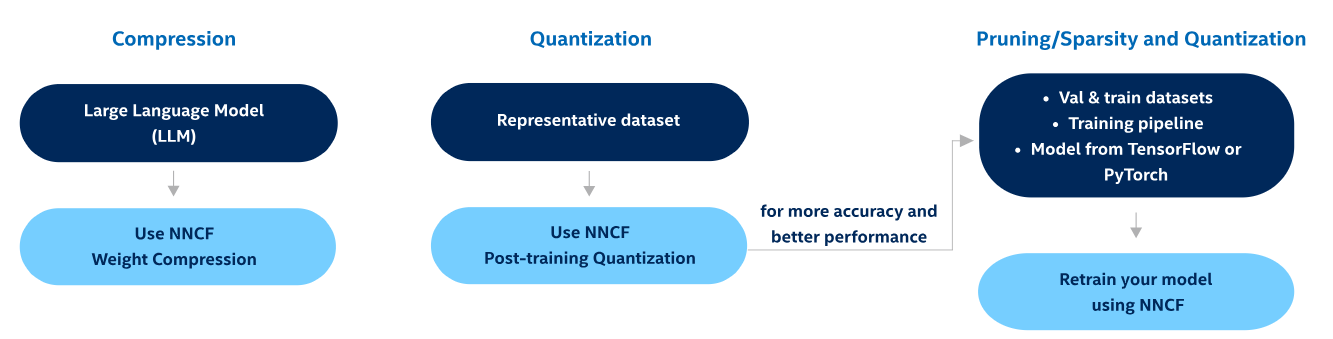 Compression
Large Language Model
(LLM)
Use NNCF
Weight Compression
Quantization
Representative dataset
Use NNCF
Post-training Quantization
for more accuracy and
better performance
Pruning/Sparsity and Quantization
• Val & train datasets
• Training pipeline
• Model from TensorFlow or
PyTorch
Retrain your model
using NNCF